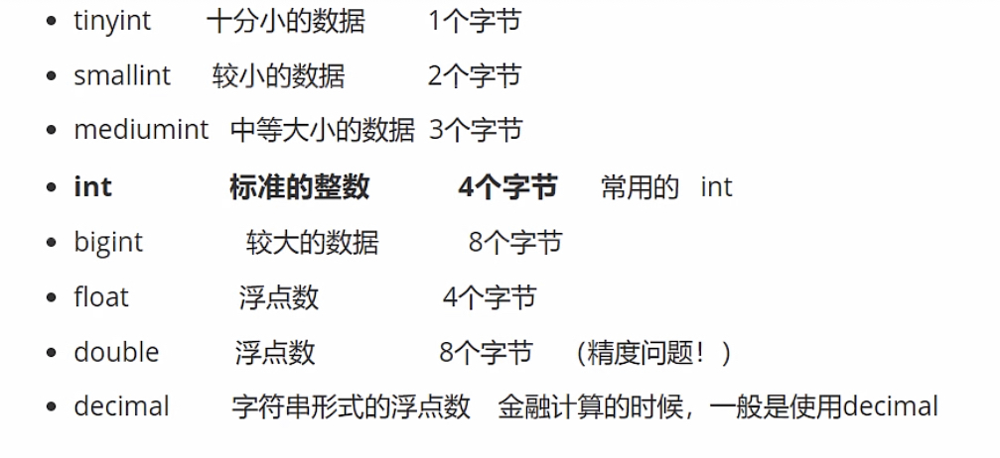 • tinyint 十分小的数据 1个字节
• smallint 较小的数据 2个字节
• mediumint 中等大小的数据 3个字节
• int 标准的整数 4个字节 常用的 int
• bigint 较大的数据 8个字节
• float 浮点数 4个字节
• double 浮点数 8个字节 （精度问题！）
• decimal 字符串形式的浮点数 金融计算的时候，一般是使用decimal